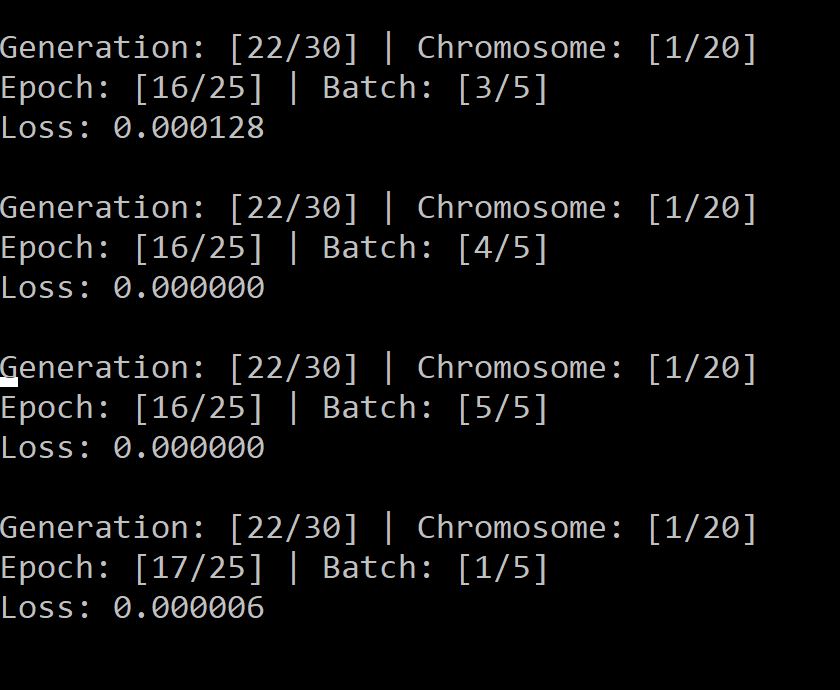 Generation: [22/30] | Chromosome: [1/20]
Epoch: [16/25] | Batch: [3/5]
Loss: 0.000128
Generation: [22/30] | Chromosome: [1/20]
Epoch: [16/25] | Batch: [4/5]
Loss: 0.000000
Generation: [22/30] | Chromosome: [1/20]
Epoch: [16/25] | Batch: [5/5]
Loss: 0.000000
Generation: [22/30] | Chromosome: [1/20]
Epoch: [17/25] | Batch: [1/5]
Loss: 0.000006